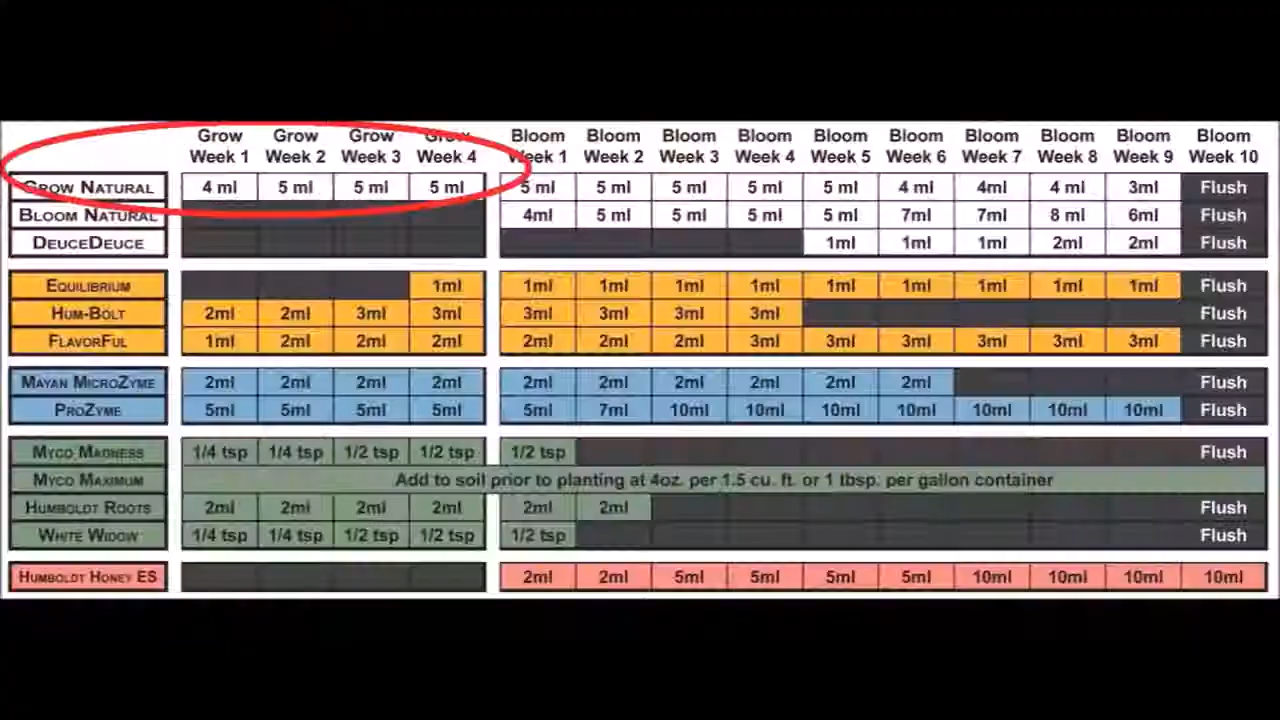 Grow Week 1 Grow Week 2 Grow Week 3 Grow Week 4 Bloom Week 1 Bloom Week 2 Bloom Week 3 Bloom Week 4 Bloom Week 5 Bloom Week 6 Bloom Week 7 Bloom Week 8 Bloom Week 9 Bloom Week 10
GROW NATURAL 4 ml 5 ml 5 ml 5 ml 5 ml 5 ml 5 ml 5 ml 5 ml 4 ml 4ml 4 ml 3ml Flush
BLOOM NATURAL 4ml 5 ml 5 ml 5 ml 5 ml 7ml 7ml 8 ml 6ml Flush
DEUCEDEUCE 1ml 1ml 1ml 2ml 2ml Flush
EQUILIBRIUM 1ml 1ml 1ml 1ml 1ml 1ml 1ml 1ml 1ml 1ml Flush
HUM-BOLT 2ml 2ml 3ml 3ml 3ml 3ml 3ml 3ml Flush
FLAVORFUL 1ml 2ml 2ml 2ml 2ml 2ml 2ml 3ml 3ml 3ml 3ml 3ml 3ml Flush
MAYAN MICROZYME 2ml 2ml 2ml 2ml 2ml 2ml 2ml 2ml 2ml 2ml Flush
PROZYME 5ml 5ml 5ml 5ml 5ml 7ml 10ml 10ml 10ml 10ml 10ml 10ml 10ml Flush
MYCO MADNESS 1/4 tsp 1/4 tsp 1/2 tsp 1/2 tsp 1/2 tsp Flush
MYCO MAXIMUM Add to soil prior to planting at 4oz. per 1.5 cu. ft. or 1 tbsp. per gallon container
HUMBOLDT ROOTS 2ml 2ml 2ml 2ml 2ml 2ml Flush
WHITE WIDOW 1/4 tsp 1/4 tsp 1/2 tsp 1/2 tsp 1/2 tsp Flush
HUMBOLDT HONEY ES 2ml 2ml 5ml 5ml 5ml 5ml 10ml 10ml 10ml 10ml